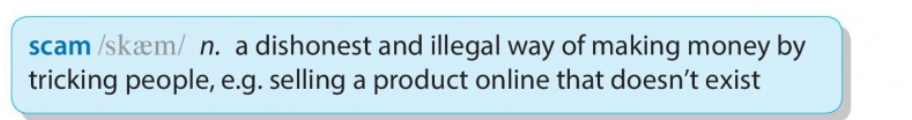 scam /skæm/ n. a dishonest and illegal way of making money by
tricking people, e.g. selling a product online that doesn’t exist